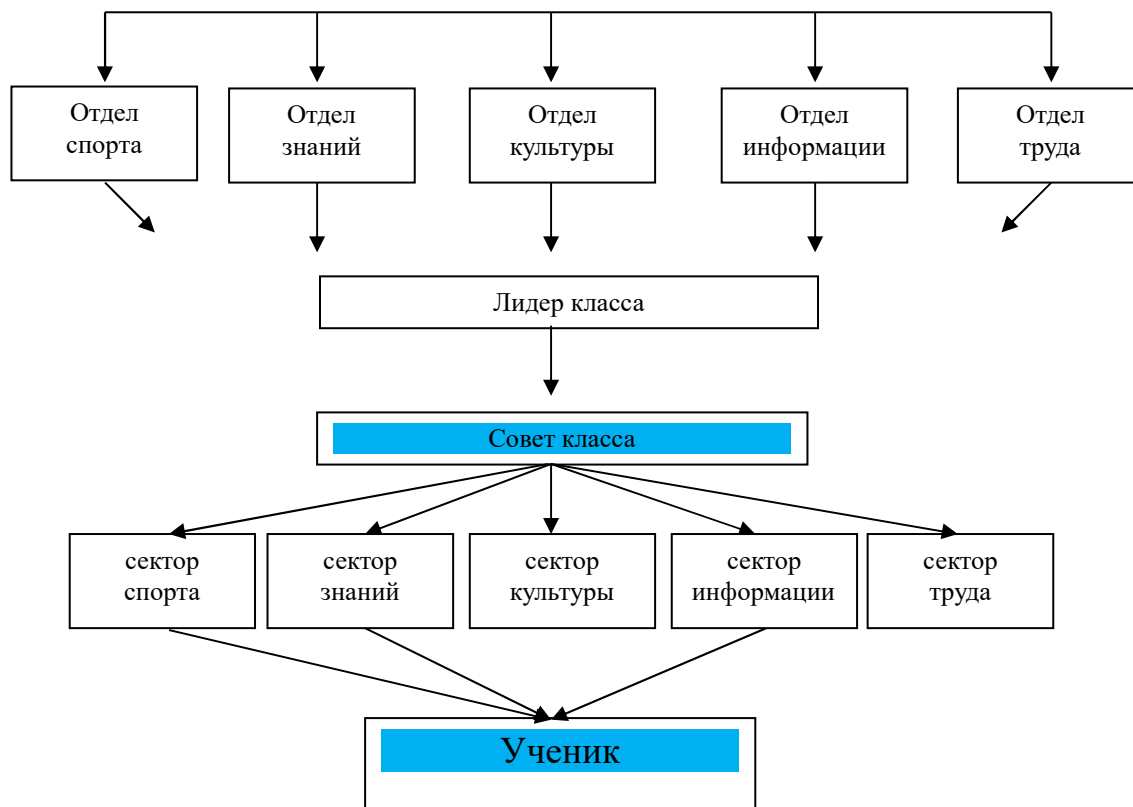 Отдел
спорта
Отдел
знаний
Отдел
культуры
Отдел
информации
Отдел
труда
Лидер класса
Совет класса
сектор
спорта
сектор
знаний
сектор
культуры
сектор
информации
сектор
труда
Ученик